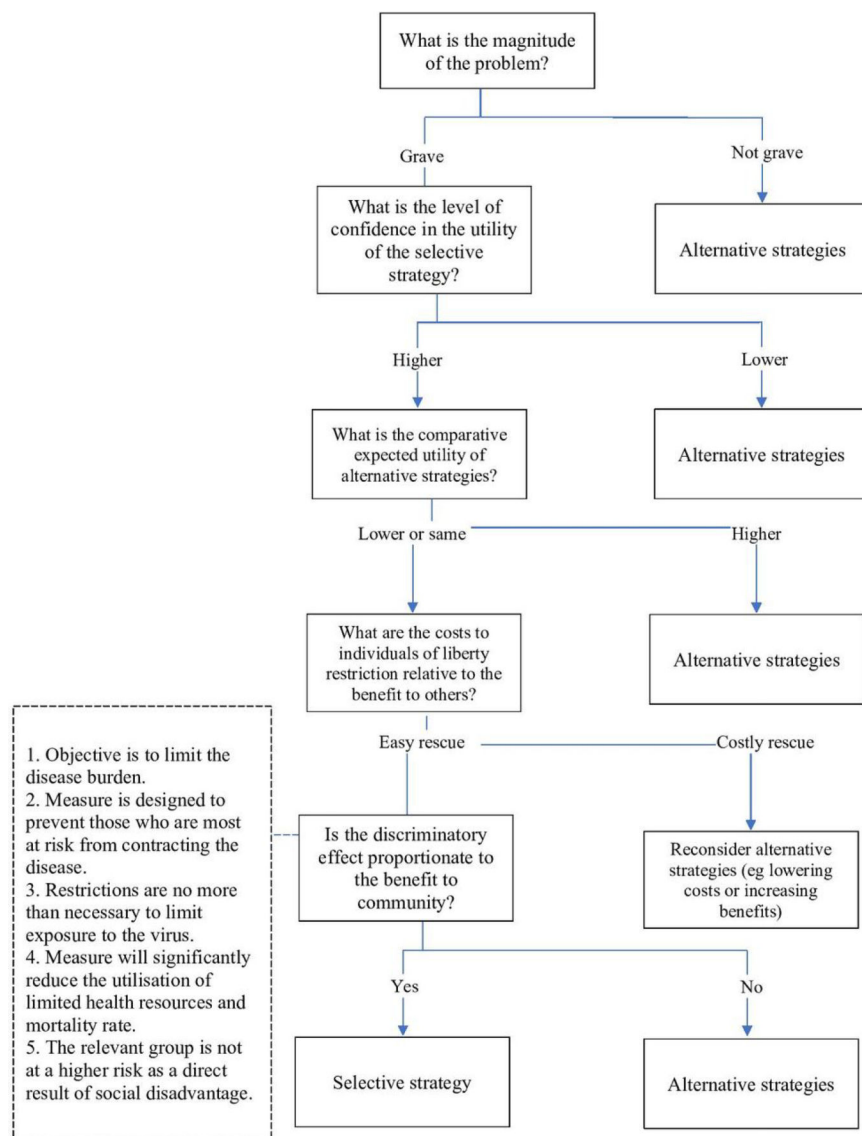 What is the magnitude
of the problem?
Grave
Not grave
What is the level of
confidence in the utility
of the selective
strategy?
Alternative strategies
Higher
Lower
What is the comparative
expected utility of
alternative strategies?
Alternative strategies
Lower or same
Higher
What are the costs to
individuals of liberty
restriction relative to the
benefit to others?
Alternative strategies
Easy rescue
Costly rescue
1. Objective is to limit the
disease burden.
2. Measure is designed to
prevent those who are most
at risk from contracting the
disease.
3. Restrictions are no more
than necessary to limit
exposure to the virus.
4. Measure will significantly
reduce the utilisation of
limited health resources and
mortality rate.
5. The relevant group is not
at a higher risk as a direct
result of social disadvantage.
Is the discriminatory
effect proportionate to
the benefit to
community?
Reconsider alternative
strategies (eg lowering
costs or increasing
benefits)
Yes
No
Selective strategy
Alternative strategies